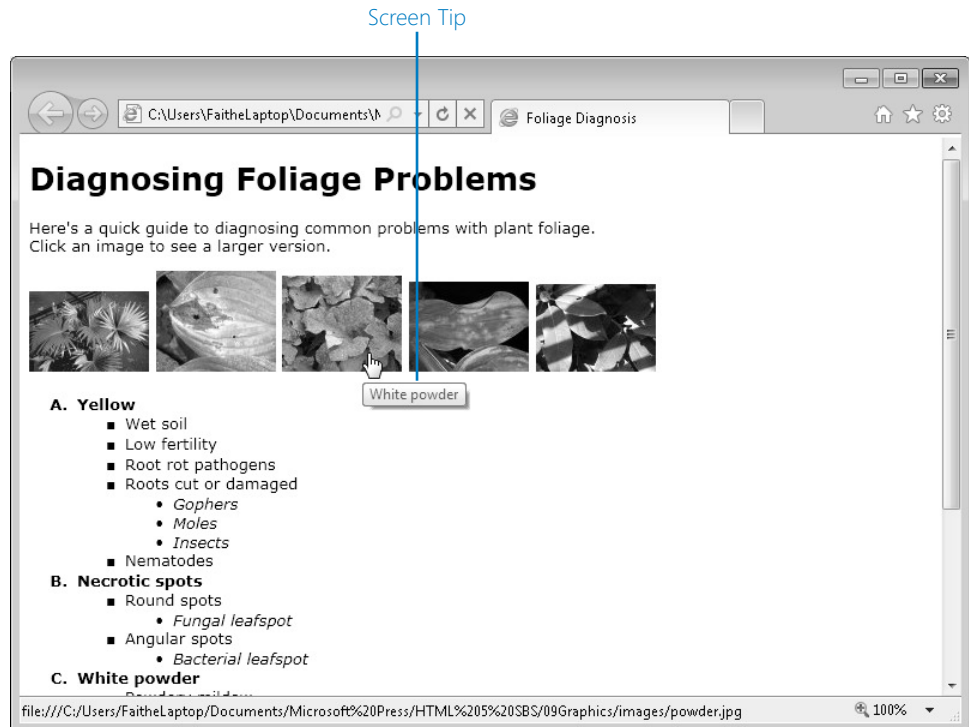 Screen Tip
C:\Users\FaitheLaptop\Documents\M
Foliage Diagnosis
Diagnosing Foliage Problems
Here's a quick guide to diagnosing common problems with plant foliage.
Click an image to see a larger version.
White powder
A. Yellow
■ Wet soil
■ Low fertility
■ Root rot pathogens
■ Roots cut or damaged
• Gophers
• Moles
• Insects
■ Nematodes
B. Necrotic spots
■ Round spots
• Fungal leafspot
■ Angular spots
• Bacterial leafspot
C. White powder
■ Powdery mildew
file:///C:/Users/FaitheLaptop/Documents/Microsoft%20Press/HTML%205%20SBS/09Graphics/images/powder.jpg
100%